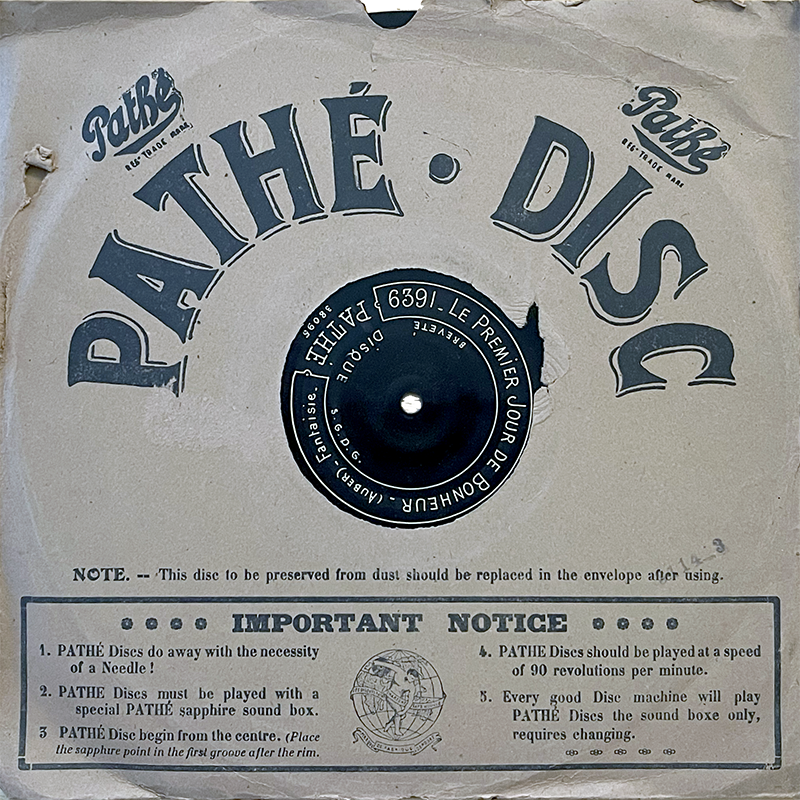 Pathé
REG. TRADE MARK
PATHÉ • DISC
Pathé
REG. TRADE MARK
6391 - LE PREMIER JOUR DE BONHEUR - (AUBER) - Fantaisie.
DISQUE PATHÉ
38095
BREVETÉ
S. G. D. G.
14_3
NOTE. -- This disc to be preserved from dust should be replaced in the envelope after using.
IMPORTANT NOTICE
1. PATHÉ Discs do away with the necessity
of a Needle !
2. PATHE Discs must be played with a
special PATHÉ sapphire sound box.
3 PATHÉ Disc begin from the centre. (Place
the sapphire point in the first groove after the rim.
4. PATHÉ Discs should be played at a speed
of 90 revolutions per minute.
5. Every good Disc machine will play
PATHÉ Discs the sound boxe only,
requires changing.